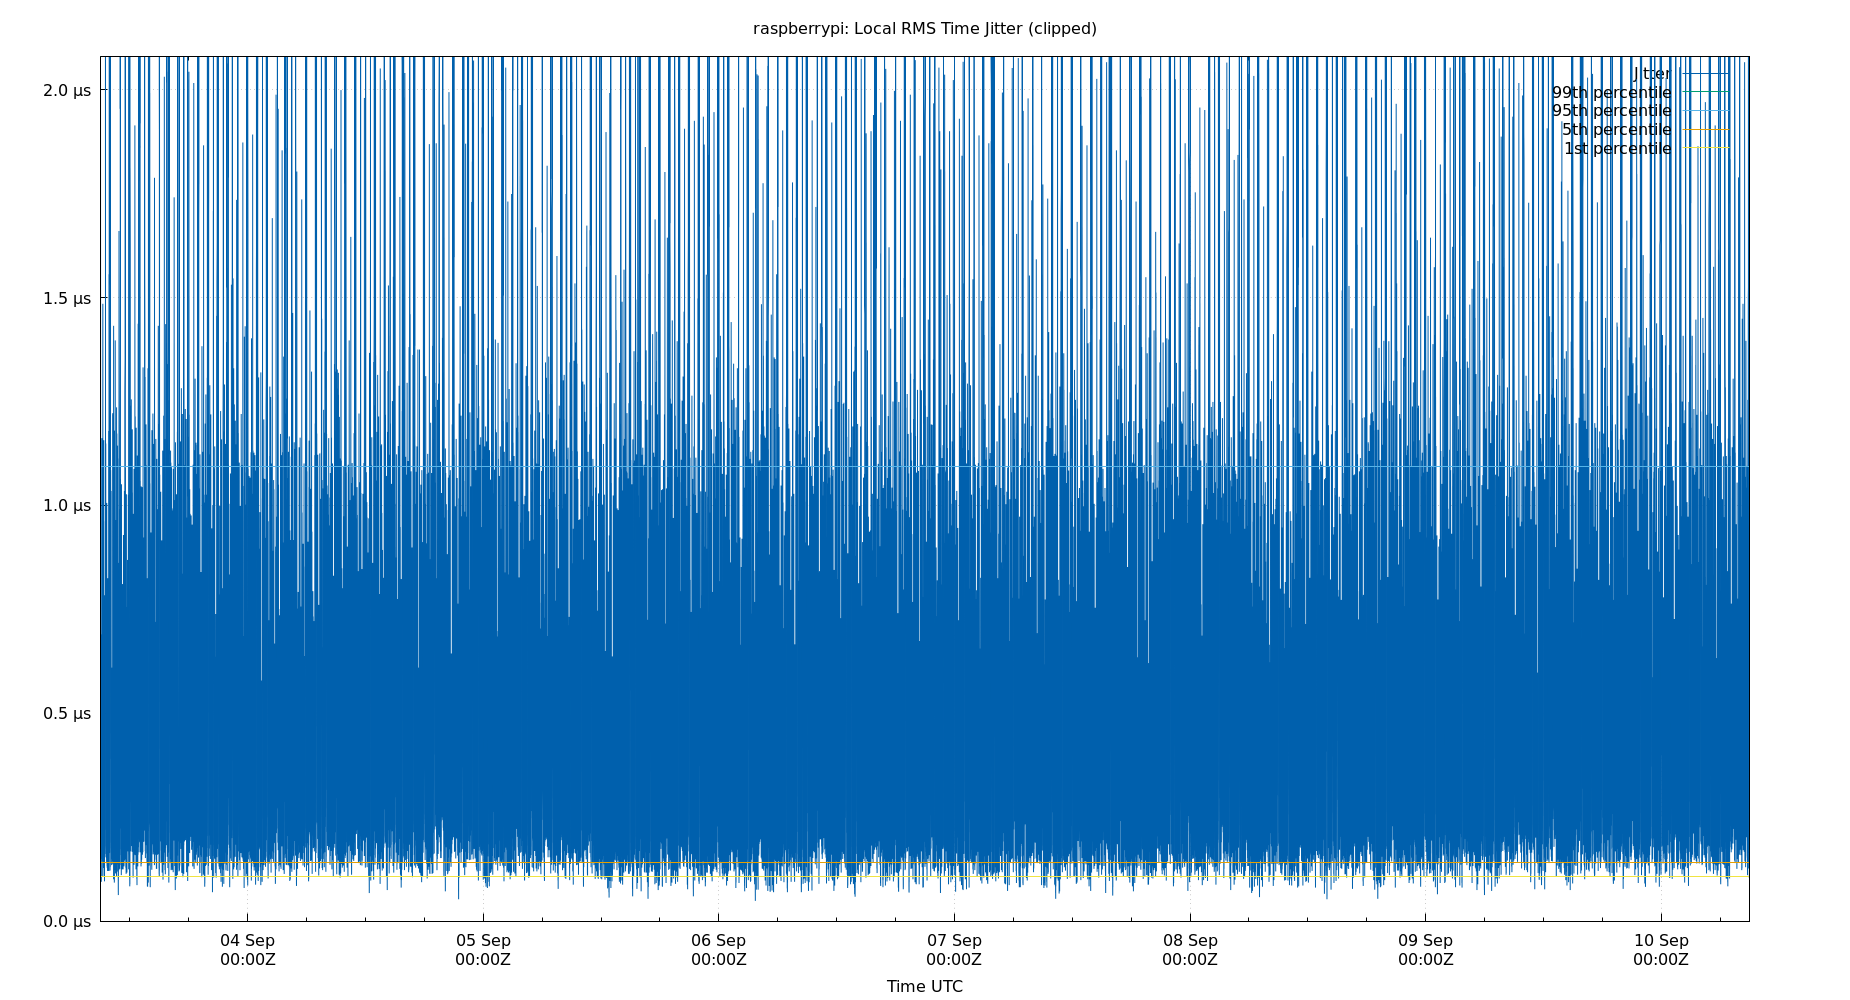 raspberrypi: Local RMS Time Jitter (clipped)
2.0 μs
1.5 μs
1.0 μs
0.5 μs
0.0 μs
Jitter
99th percentile
95th percentile
5th percentile
1st percentile
04 Sep 05 Sep 06 Sep 07 Sep 08 Sep 09 Sep 10 Sep
00:00Z 00:00Z 00:00Z 00:00Z 00:00Z 00:00Z 00:00Z
Time UTC